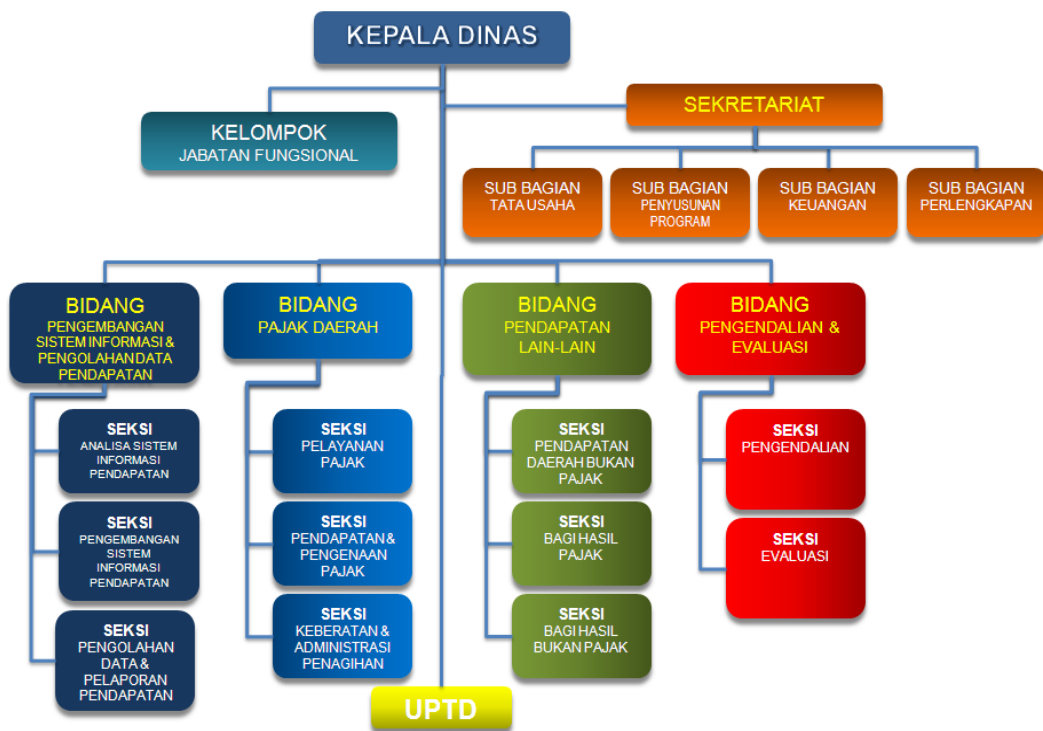 KEPALA DINAS
SEKRETARIAT
KELOMPOK
JABATAN FUNGSIONAL
SUB BAGIAN
TATA USAHA
SUB BAGIAN
PENYUSUNAN
PROGRAM
SUB BAGIAN
KEUANGAN
SUB BAGIAN
PERLENGKAPAN
BIDANG
PENGEMBANGAN
SISTEM INFORMASI &
PENGOLAHAN DATA
PENDAPATAN
BIDANG
PAJAK DAERAH
BIDANG
PENDAPATAN
LAIN-LAIN
BIDANG
PENGENDALIAN &
EVALUASI
SEKSI
ANALISA SISTEM
INFORMASI
PENDAPATAN
SEKSI
PELAYANAN
PAJAK
SEKSI
PENDAPATAN
DAERAH BUKAN
PAJAK
SEKSI
PENGENDALIAN
SEKSI
PENGEMBANGAN
SISTEM
INFORMASI
PENDAPATAN
SEKSI
PENDAPATAN &
PENGENAAN
PAJAK
SEKSI
BAGI HASIL
PAJAK
SEKSI
EVALUASI
SEKSI
PENGOLAHAN
DATA &
PELAPORAN
PENDAPATAN
SEKSI
KEBERATAN &
ADMINISTRASI
PENAGIHAN
SEKSI
BAGI HASIL
BUKAN PAJAK
UPTD